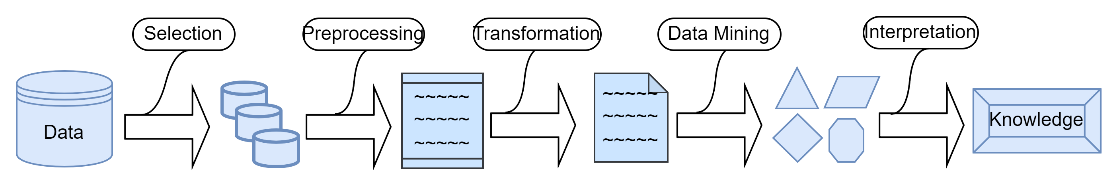 Selection
Preprocessing
Transformation
Data Mining
Interpretation
Data
~~~~~
~~~~~
~~~~~
~~~~~
~~~~~
~~~~~
Knowledge